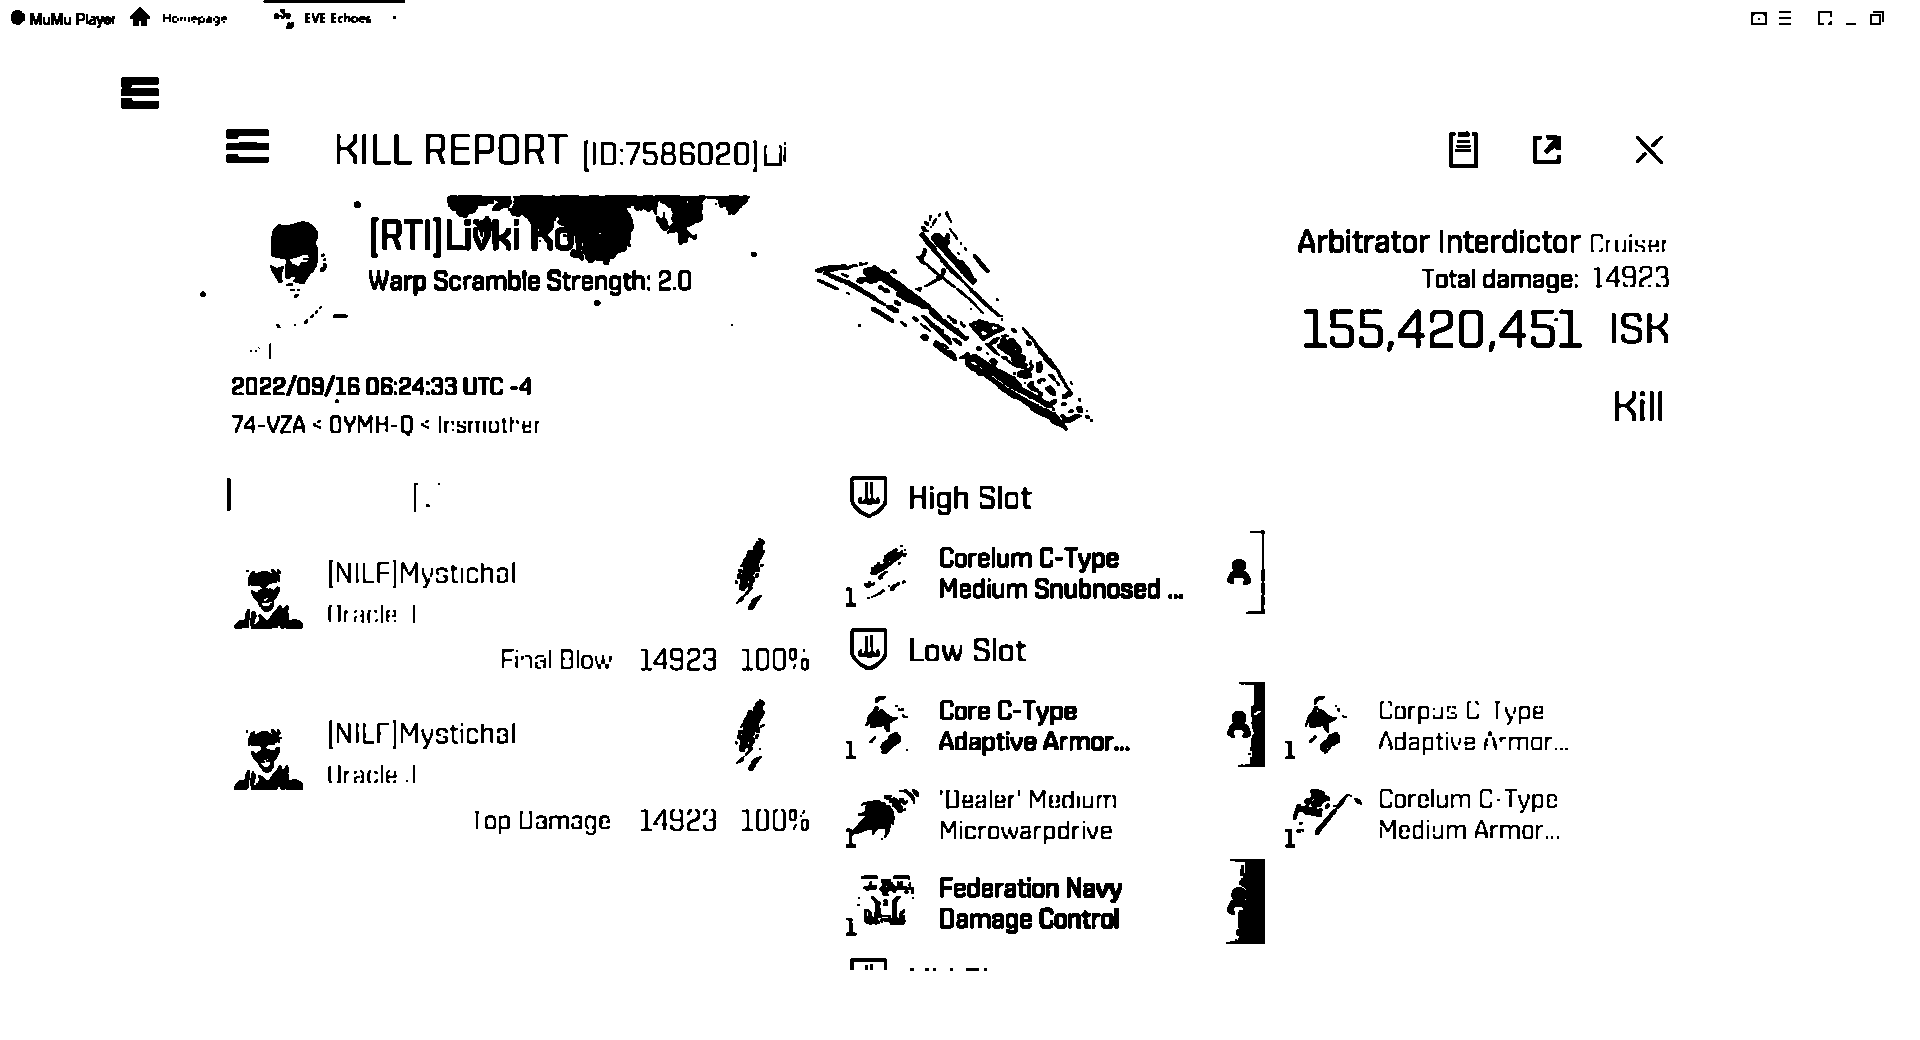 MuMu Player Homepage EVE Echoes
KILL REPORT [ID:7586020]
[RTI]Livki
Warp Scramble Strength: 2.0
Arbitrator Interdictor Cruiser
Total damage: 14923
155,420,451 ISK
Kill
2022/09/16 06:24:33 UTC -4
74-VZA < 0YMH-Q < Insmother
[NILF]Mystichal
Oracle
Final Blow 14923 100%
[NILF]Mystichal
Oracle
Top Damage 14923 100%
High Slot
1 Corelum C-Type
Medium Snubnosed ...
Low Slot
1 Core C-Type
Adaptive Armor...
1 Corpus C-Type
Adaptive Armor...
1 'Dealer' Medium
Microwarpdrive
1 Corelum C-Type
Medium Armor...
1 Federation Navy
Damage Control